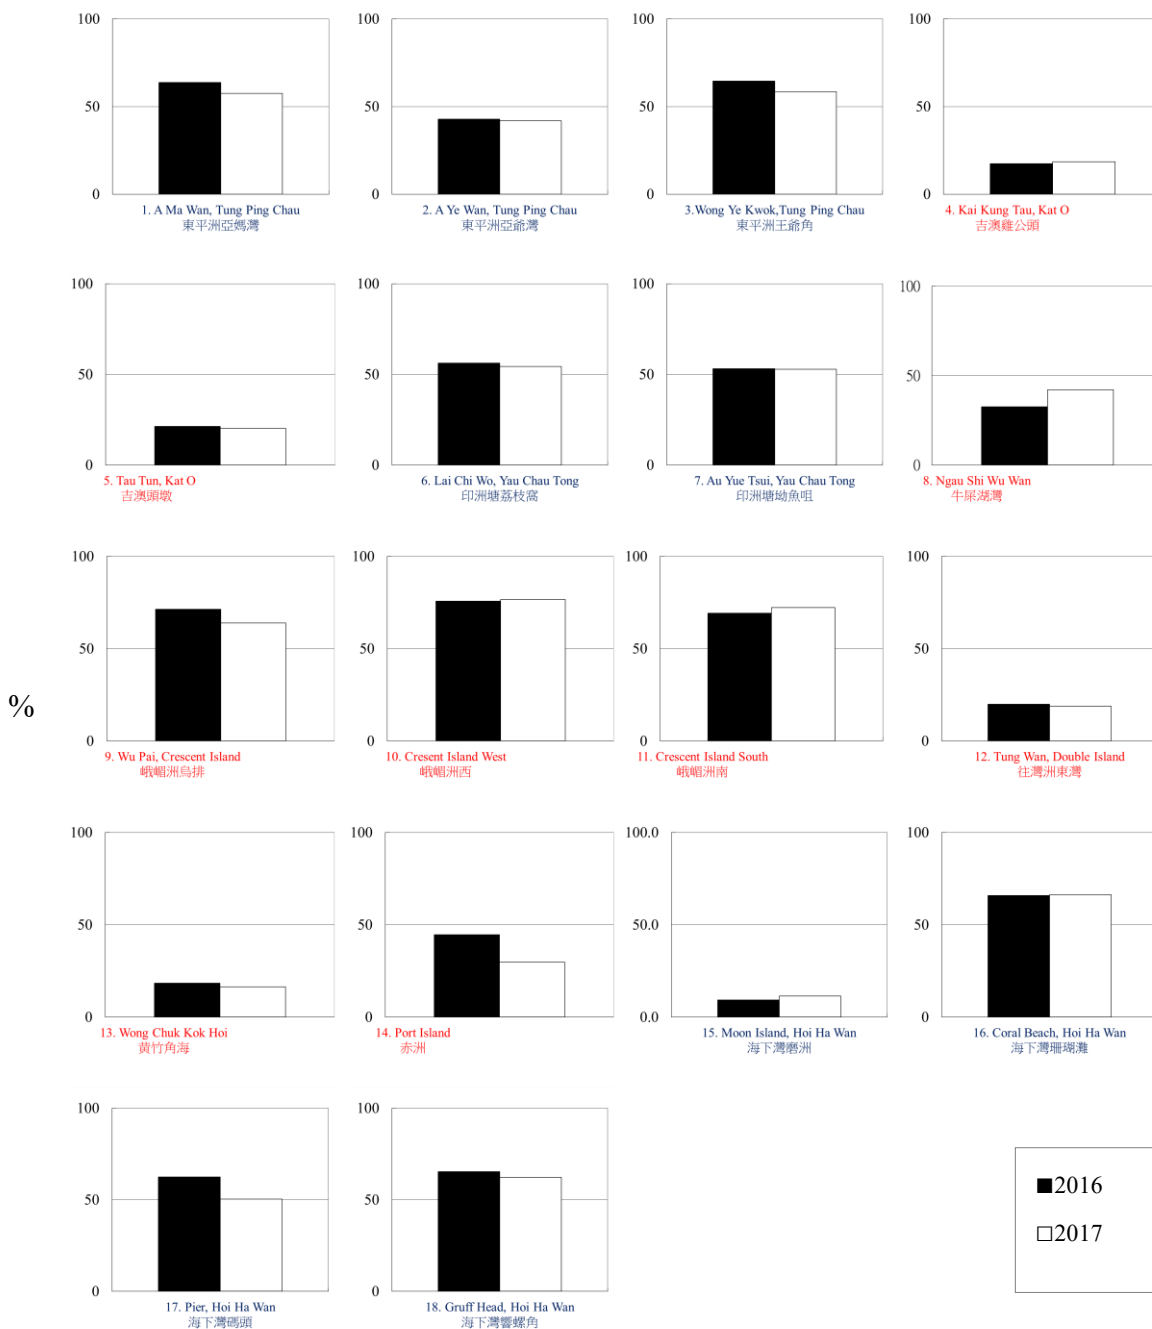 100
50
0
1. A Ma Wan, Tung Ping Chau
東平洲亞媽灣
100
50
0
2. A Ye Wan, Tung Ping Chau
東平洲亞爺灣
100
50
0
3.Wong Ye Kwok,Tung Ping Chau
東平洲王爺角
100
50
0
4. Kai Kung Tau, Kat O
吉澳雞公頭
100
50
0
5. Tau Tun, Kat O
吉澳頭墩
100
50
0
6. Lai Chi Wo, Yau Chau Tong
印洲塘荔枝窩
100
50
0
7. Au Yue Tsui, Yau Chau Tong
印洲塘坳魚咀
100
50
0
8. Ngau Shi Wu Wan
牛屎湖灣
%
100
50
0
9. Wu Pai, Crescent Island
峨嵋洲烏排
100
50
0
10. Cresent Island West
峨嵋洲西
100
50
0
11. Crescent Island South
峨嵋洲南
100
50
0
12. Tung Wan, Double Island
往灣洲東灣
100
50
0
13. Wong Chuk Kok Hoi
黄竹角海
100
50
0
14. Port Island
赤洲
100.0
50.0
0.0
15. Moon Island, Hoi Ha Wan
海下灣磨洲
100
50
0
16. Coral Beach, Hoi Ha Wan
海下灣珊瑚灘
100
50
0
17. Pier, Hoi Ha Wan
海下灣碼頭
100
50
0
18. Gruff Head, Hoi Ha Wan
海下灣響螺角
2016
2017